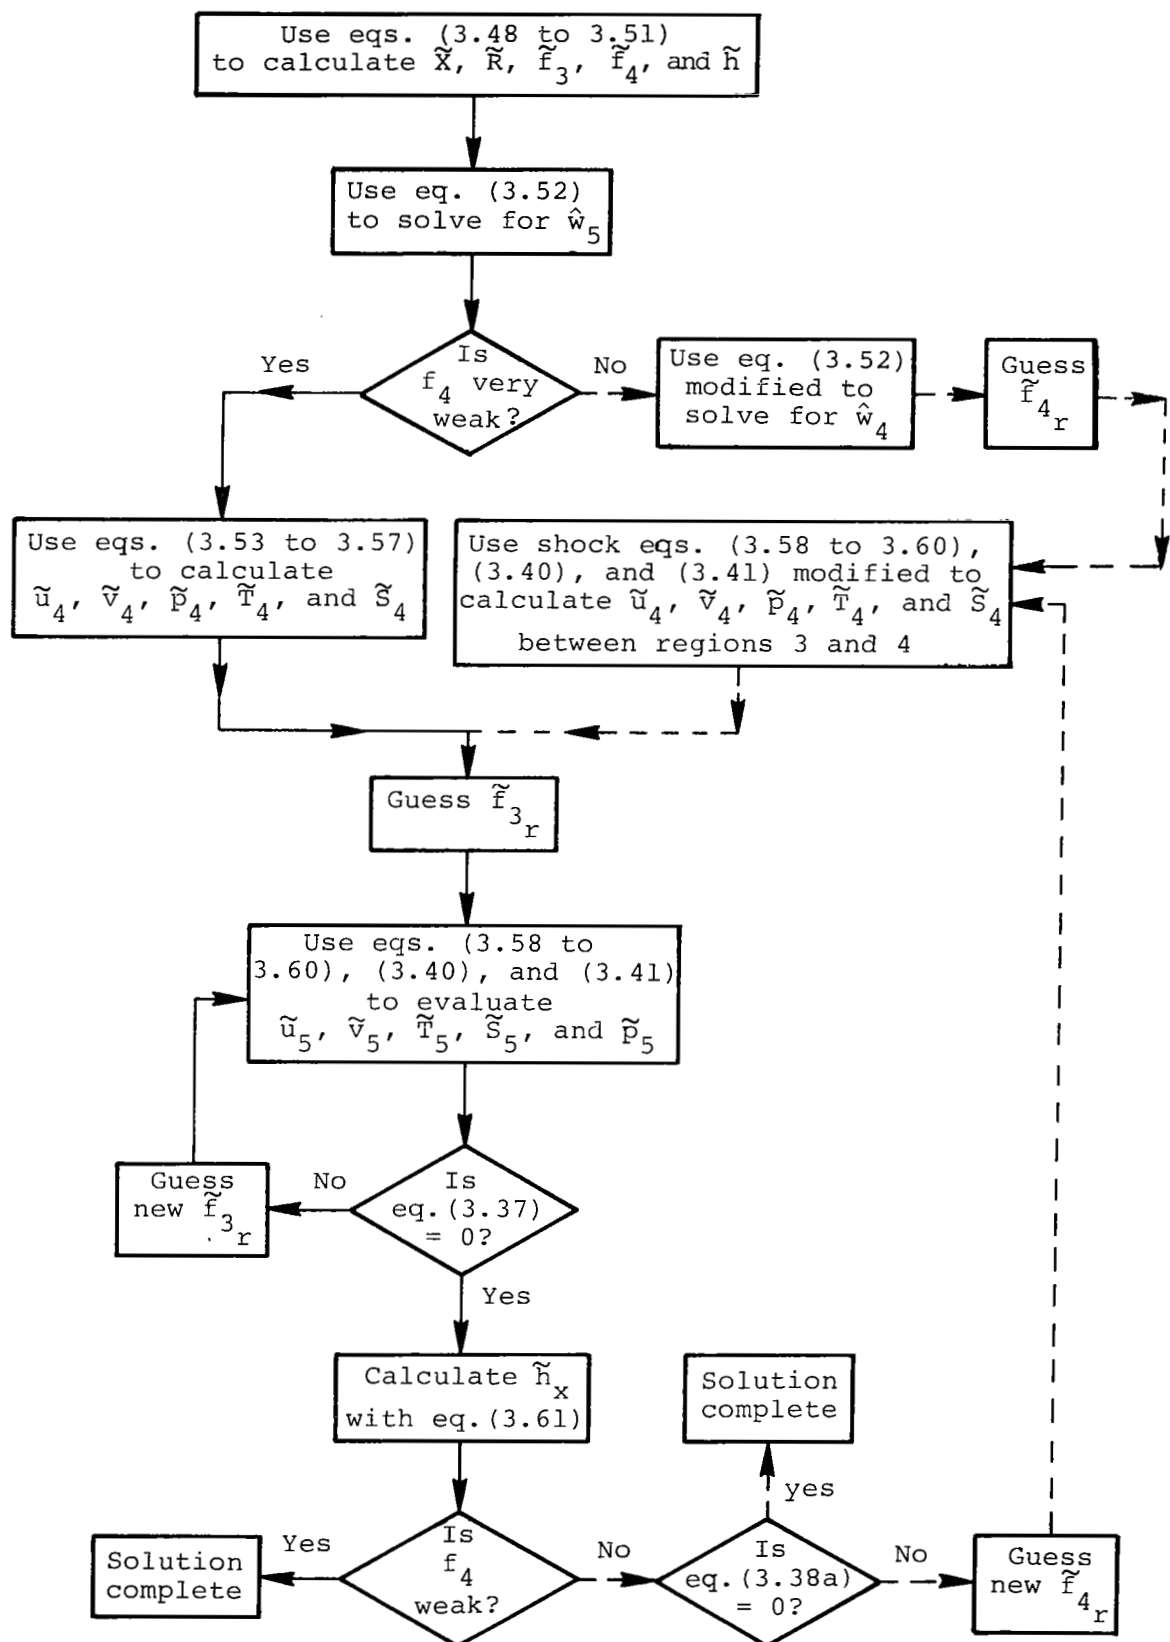 Use eqs. (3.48 to 3.51)
to calculate X̃, R̃, f̃₃, f̃₄, and h̃
Use eq. (3.52)
to solve for ŵ₅
Is
f₄ very
weak?
Yes
No
Use eq. (3.52)
modified to
solve for ŵ₄
Guess
f̃₄ᵣ
Use eqs. (3.53 to 3.57)
to calculate
ũ₄, ṽ₄, p̃₄, T̃₄, and S̃₄
Use shock eqs. (3.58 to 3.60),
(3.40), and (3.41) modified to
calculate ũ₄, ṽ₄, p̃₄, T̃₄, and S̃₄
between regions 3 and 4
Guess f̃₃ᵣ
Use eqs. (3.58 to
3.60), (3.40), and (3.41)
to evaluate
ũ₅, ṽ₅, T̃₅, S̃₅, and p̃₅
Guess
new f̃₃ᵣ
No
Is
eq.(3.37)
= 0?
Yes
Calculate h̃ₓ
with eq.(3.61)
Solution
complete
yes
Solution
complete
Yes
Is
f₄
weak?
No
Is
eq.(3.38a)
= 0?
No
Guess
new f̃₄ᵣ